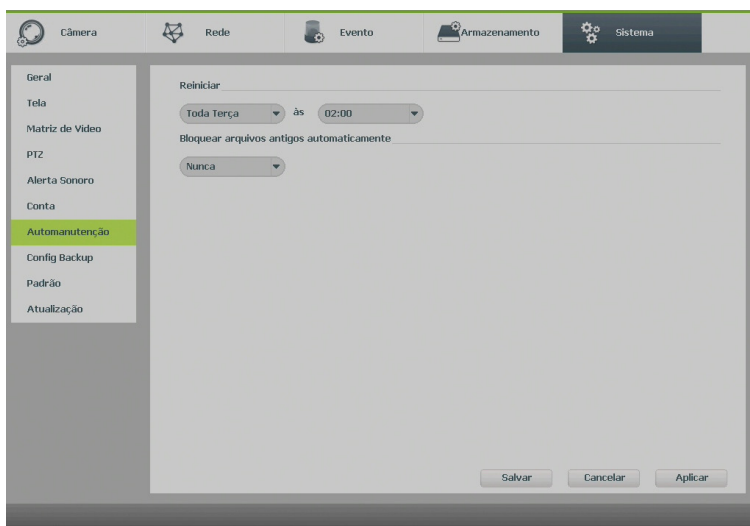 Câmera
Rede
Evento
Armazenamento
Sistema
Geral
Tela
Matriz de Vídeo
PTZ
Alerta Sonoro
Conta
Automanutenção
Config Backup
Padrão
Atualização
Reiniciar
Toda Terça às 02:00
Bloquear arquivos antigos automaticamente
Nunca
Salvar Cancelar Aplicar